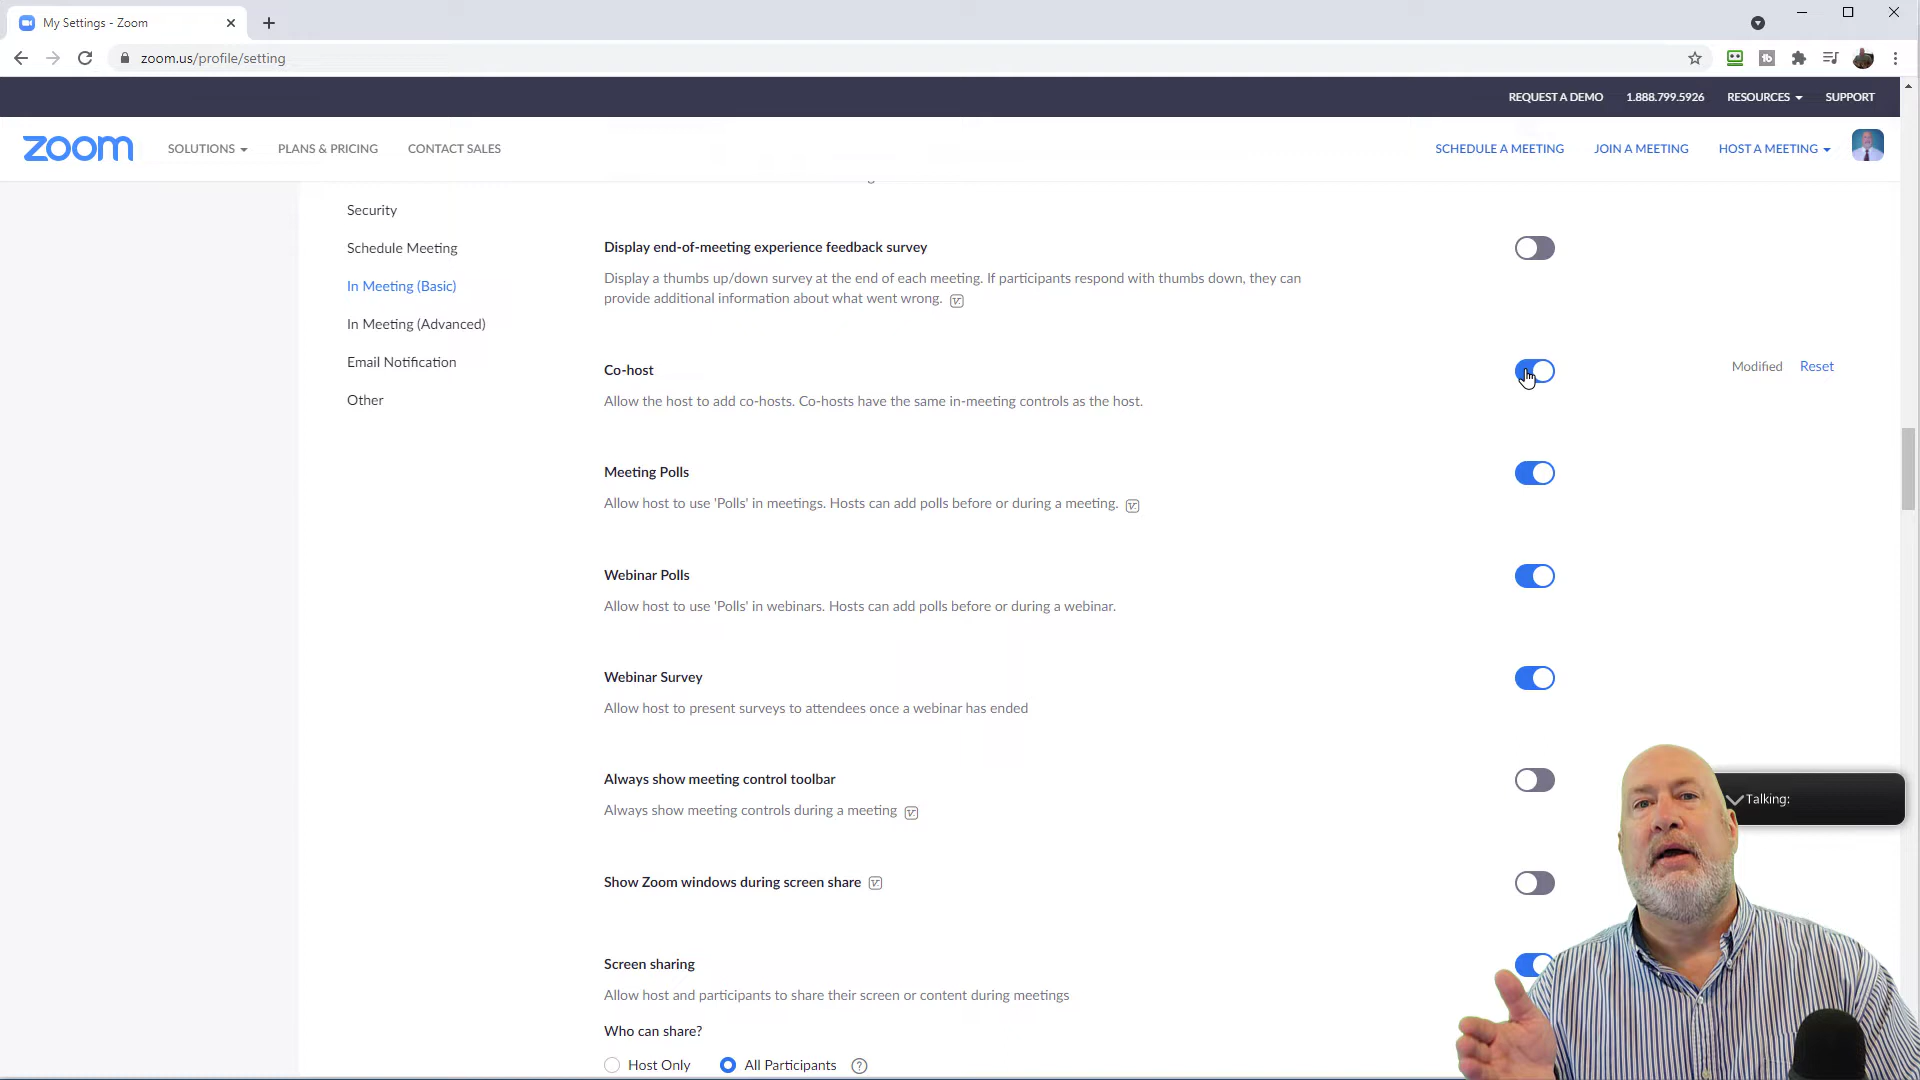 My Settings - Zoom
zoom.us/profile/setting
REQUEST A DEMO 1.888.799.5926 RESOURCES SUPPORT
zoom SOLUTIONS PLANS & PRICING CONTACT SALES SCHEDULE A MEETING JOIN A MEETING HOST A MEETING
Security
Schedule Meeting
In Meeting (Basic)
In Meeting (Advanced)
Email Notification
Other
Display end-of-meeting experience feedback survey
Display a thumbs up/down survey at the end of each meeting. If participants respond with thumbs down, they can
provide additional information about what went wrong.
Co-host
Modified Reset
Allow the host to add co-hosts. Co-hosts have the same in-meeting controls as the host.
Meeting Polls
Allow host to use 'Polls' in meetings. Hosts can add polls before or during a meeting.
Webinar Polls
Allow host to use 'Polls' in webinars. Hosts can add polls before or during a webinar.
Webinar Survey
Allow host to present surveys to attendees once a webinar has ended
Always show meeting control toolbar
Always show meeting controls during a meeting
Talking:
Show Zoom windows during screen share
Screen sharing
Allow host and participants to share their screen or content during meetings
Who can share?
Host Only All Participants